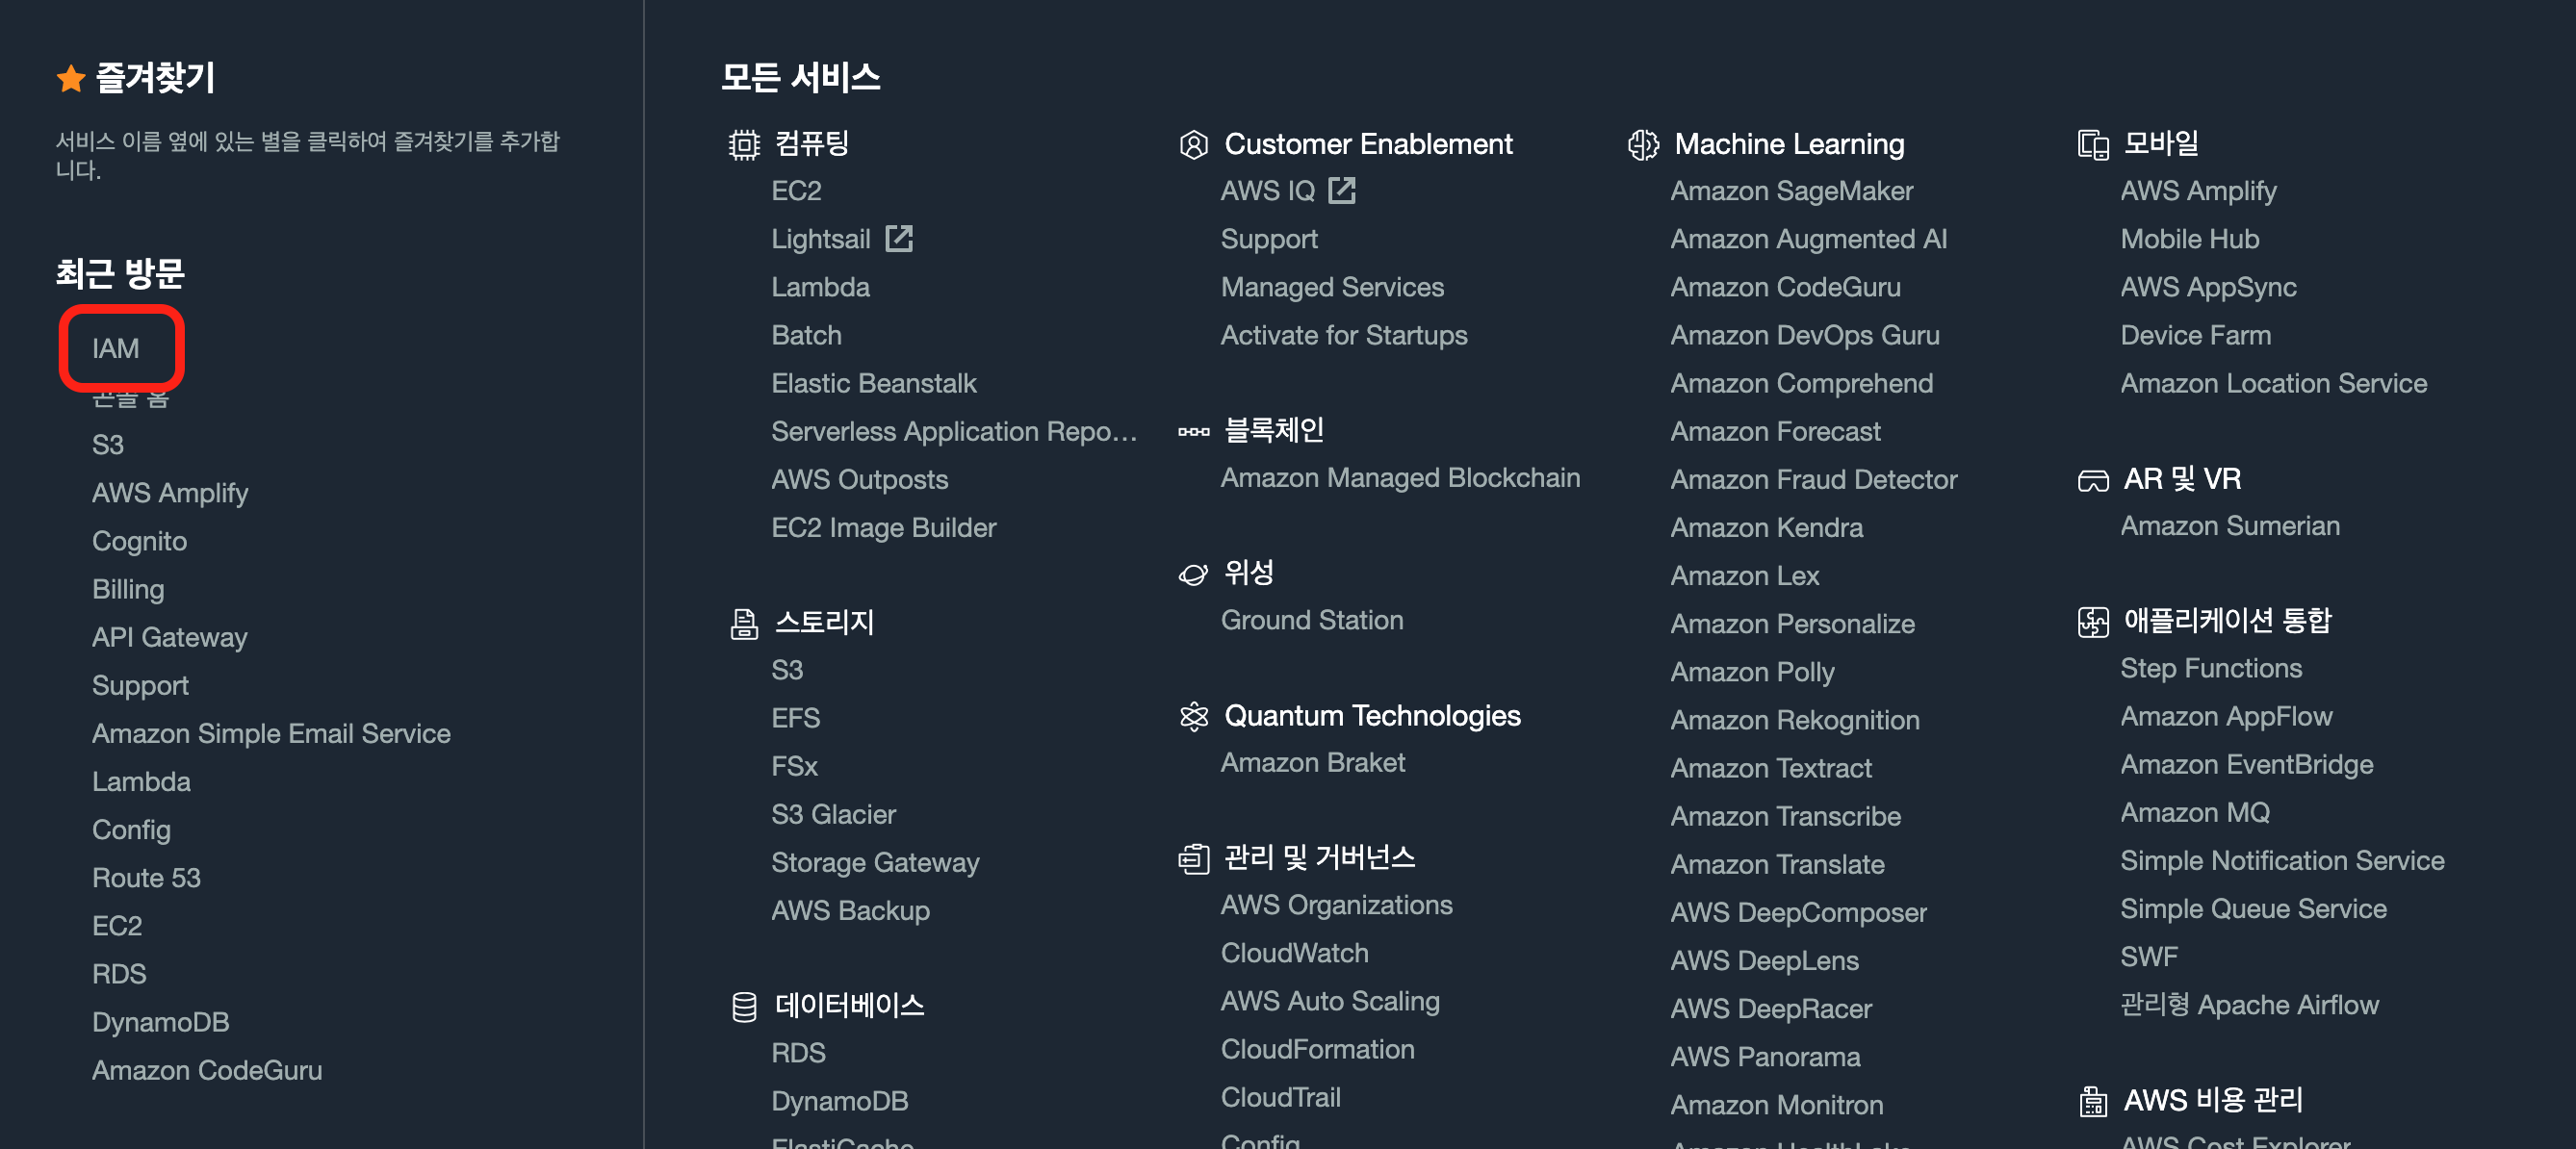 즐겨찾기
서비스 이름 옆에 있는 별을 클릭하여 즐겨찾기를 추가합
니다.
최근 방문
IAM
콘솔 홈
S3
AWS Amplify
Cognito
Billing
API Gateway
Support
Amazon Simple Email Service
Lambda
Config
Route 53
EC2
RDS
DynamoDB
Amazon CodeGuru
모든 서비스
컴퓨팅
EC2
Lightsail
Lambda
Batch
Elastic Beanstalk
Serverless Application Repo…
AWS Outposts
EC2 Image Builder
스토리지
S3
EFS
FSx
S3 Glacier
Storage Gateway
AWS Backup
데이터베이스
RDS
DynamoDB
ElastiCache
Customer Enablement
AWS IQ
Support
Managed Services
Activate for Startups
블록체인
Amazon Managed Blockchain
위성
Ground Station
Quantum Technologies
Amazon Braket
관리 및 거버넌스
AWS Organizations
CloudWatch
AWS Auto Scaling
CloudFormation
CloudTrail
Config
Machine Learning
Amazon SageMaker
Amazon Augmented AI
Amazon CodeGuru
Amazon DevOps Guru
Amazon Comprehend
Amazon Forecast
Amazon Fraud Detector
Amazon Kendra
Amazon Lex
Amazon Personalize
Amazon Polly
Amazon Rekognition
Amazon Textract
Amazon Transcribe
Amazon Translate
AWS DeepComposer
AWS DeepLens
AWS DeepRacer
AWS Panorama
Amazon Monitron
Amazon HealthLake
모바일
AWS Amplify
Mobile Hub
AWS AppSync
Device Farm
Amazon Location Service
AR 및 VR
Amazon Sumerian
애플리케이션 통합
Step Functions
Amazon AppFlow
Amazon EventBridge
Amazon MQ
Simple Notification Service
Simple Queue Service
SWF
관리형 Apache Airflow
AWS 비용 관리
AWS Cost Explorer